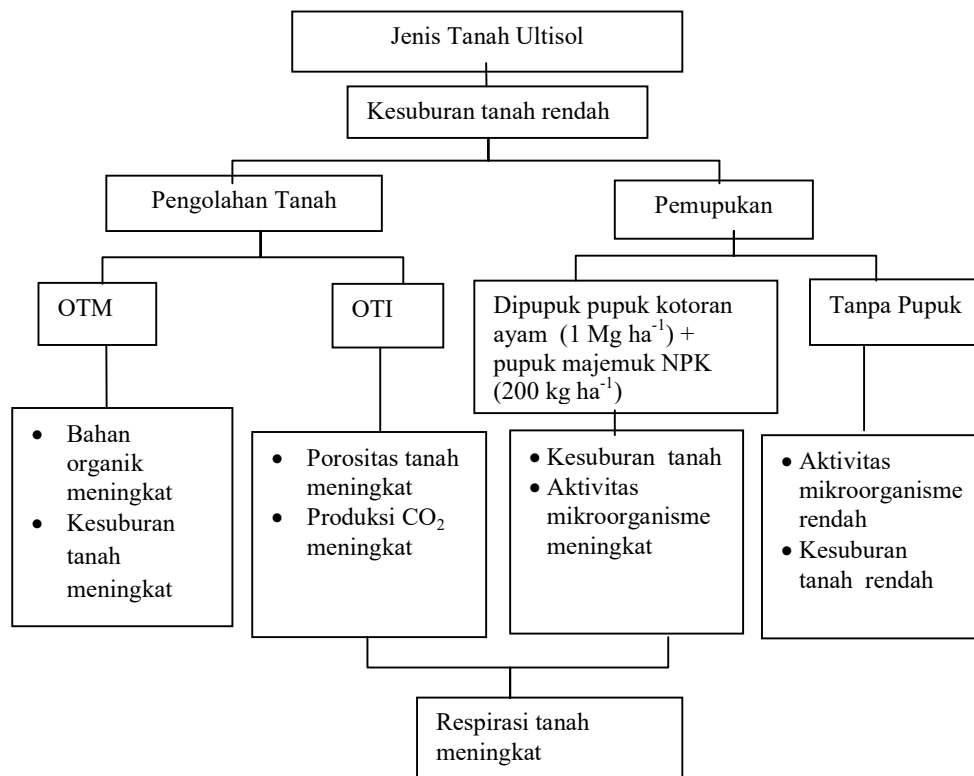 Jenis Tanah Ultisol
Kesuburan tanah rendah
Pengolahan Tanah
Pemupukan
OTM
OTI
Dipupuk pupuk kotoran
ayam (1 Mg ha⁻¹) +
pupuk majemuk NPK
(200 kg ha⁻¹)
Tanpa Pupuk
• Bahan
organik
meningkat
• Kesuburan
tanah
meningkat
• Porositas tanah
meningkat
• Produksi CO₂
meningkat
• Kesuburan tanah
• Aktivitas
mikroorganisme
meningkat
• Aktivitas
mikroorganisme
rendah
• Kesuburan
tanah rendah
Respirasi tanah
meningkat